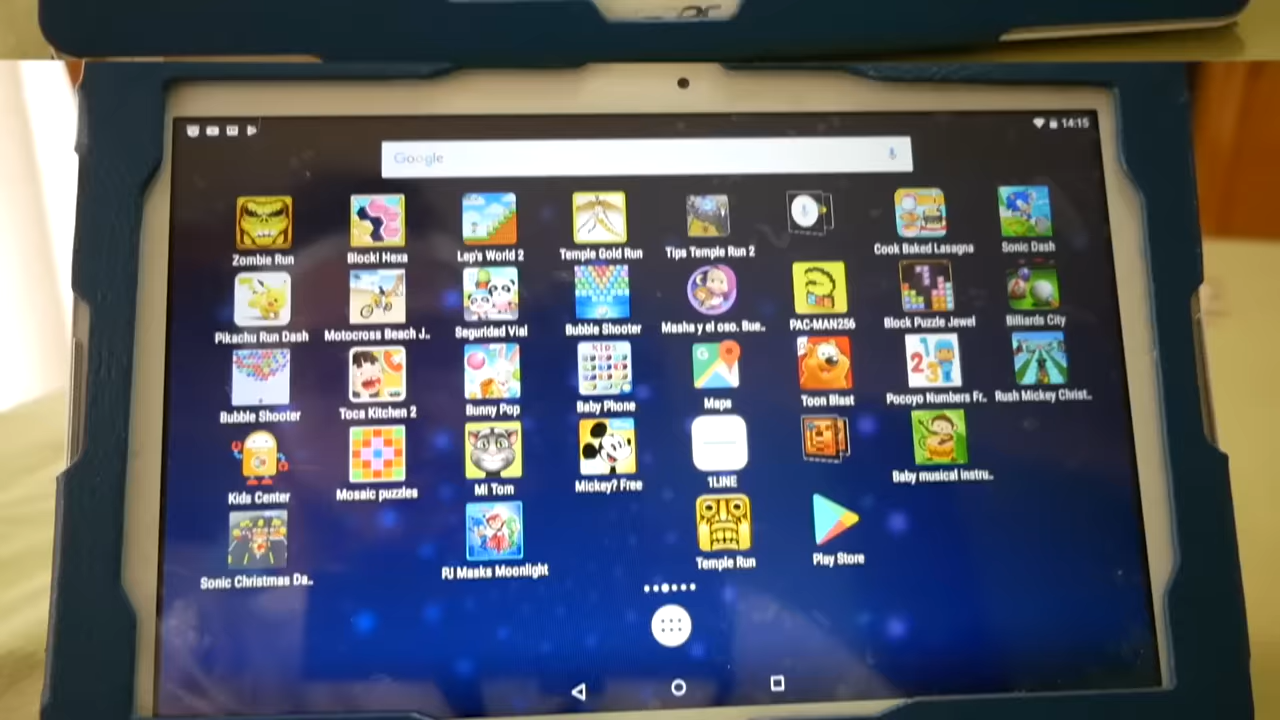 14:15
Google
Zombie Run
Block! Hexa
Lep's World 2
Temple Gold Run
Tips Temple Run 2
Cook Baked Lasagna
Sonic Dash
Pikachu Run Dash
Motocross Beach J..
Seguridad Vial
Bubble Shooter
Masha y el oso. Bue..
PAC-MAN256
Block Puzzle Jewel
Billiards City
Bubble Shooter
Toca Kitchen 2
Bunny Pop
KIDS
Baby Phone
G
Maps
Toon Blast
123
Pocoyo Numbers Fr..
Rush Mickey Christ..
Kids Center
Mosaic puzzles
Mi Tom
Mickey? Free
1LINE
Baby musical instru..
Sonic Christmas Da..
PJ Masks Moonlight
Temple Run
Play Store